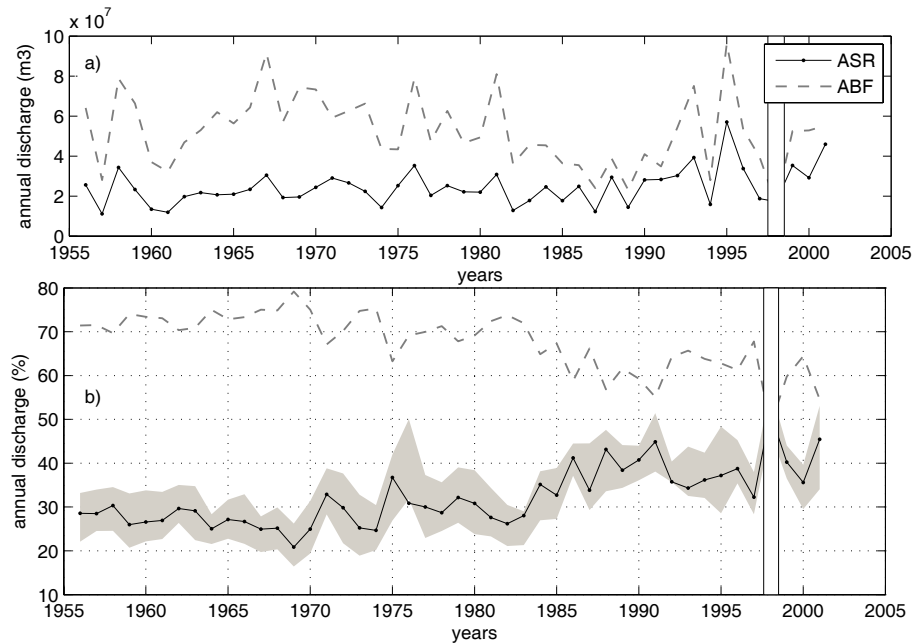 x 10^7
10
8
6
4
2
0
annual discharge (m3)
a)
ASR
ABF
1955 1960 1965 1970 1975 1980 1985 1990 1995 2000 2005
years
80
70
60
50
40
30
20
10
annual discharge (%)
b)
1955 1960 1965 1970 1975 1980 1985 1990 1995 2000 2005
years